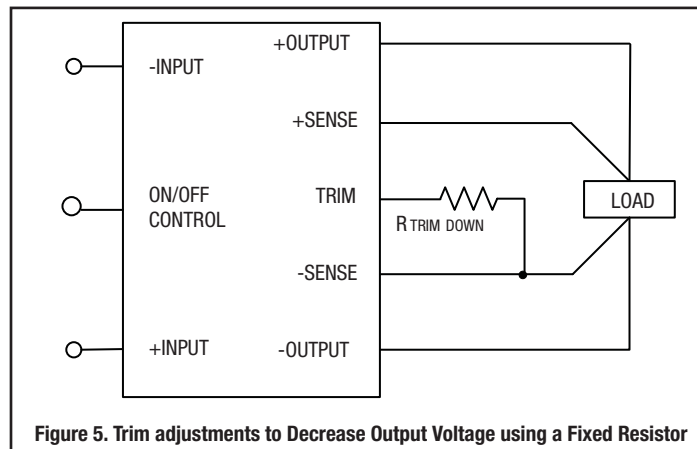 +OUTPUT
-INPUT
+SENSE
ON/OFF
CONTROL
TRIM
LOAD
R TRIM DOWN
-SENSE
+INPUT
-OUTPUT
Figure 5. Trim adjustments to Decrease Output Voltage using a Fixed Resistor